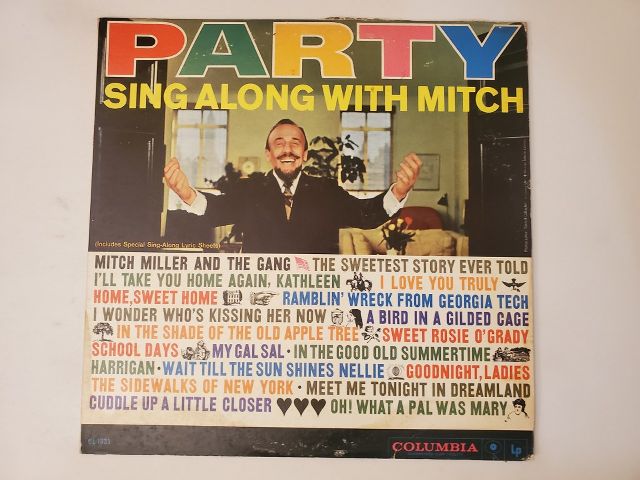 PARTY
SING ALONG WITH MITCH
(Includes Special Sing-Along Lyric Sheets)
MITCH MILLER AND THE GANG THE SWEETEST STORY EVER TOLD
I'LL TAKE YOU HOME AGAIN, KATHLEEN I LOVE YOU TRULY
HOME, SWEET HOME RAMBLIN' WRECK FROM GEORGIA TECH
I WONDER WHO'S KISSING HER NOW A BIRD IN A GILDED CAGE
IN THE SHADE OF THE OLD APPLE TREE SWEET ROSIE O'GRADY
SCHOOL DAYS MY GAL SAL · IN THE GOOD OLD SUMMERTIME
HARRIGAN · WAIT TILL THE SUN SHINES NELLIE GOODNIGHT, LADIES
THE SIDEWALKS OF NEW YORK · MEET ME TONIGHT IN DREAMLAND
CUDDLE UP A LITTLE CLOSER OH! WHAT A PAL WAS MARY
CL 1331
COLUMBIA Lp